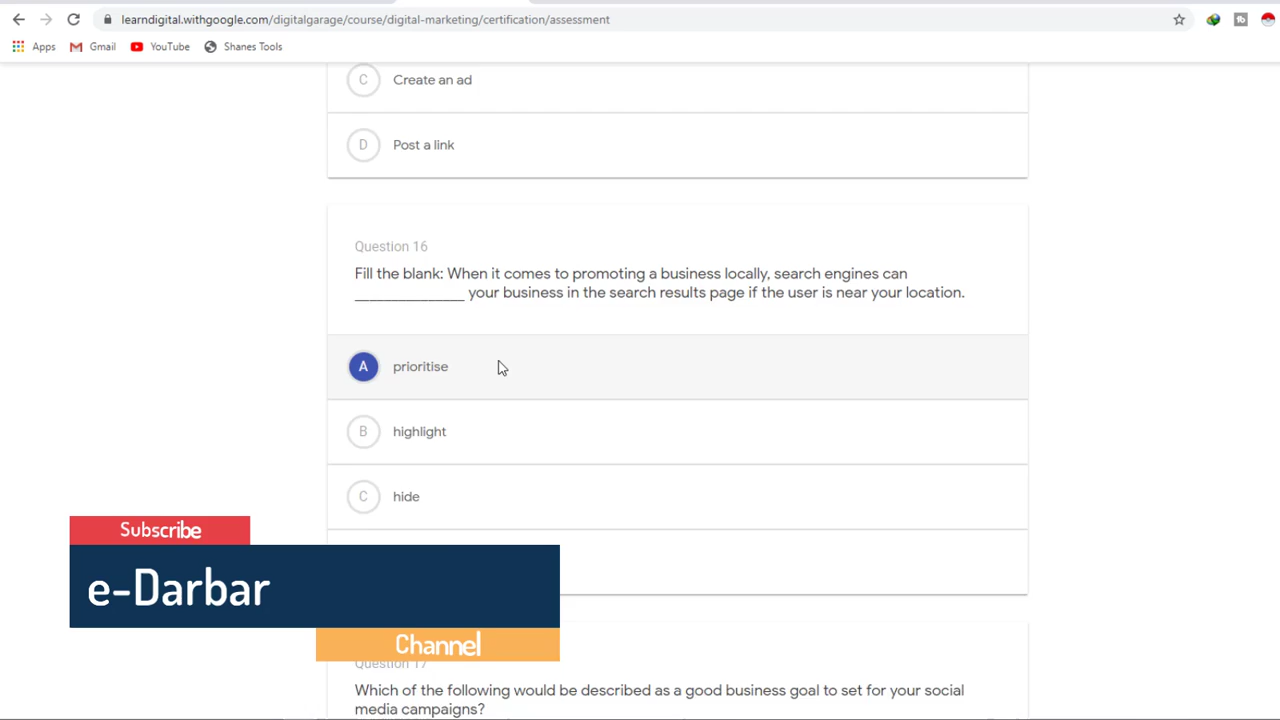 learndigital.withgoogle.com/digitalgarage/course/digital-marketing/certification/assessment
Apps Gmail YouTube Shanes Tools
C Create an ad
D Post a link
Question 16
Fill the blank: When it comes to promoting a business locally, search engines can
______________ your business in the search results page if the user is near your location.
A prioritise
B highlight
C hide
Subscribe
e-Darbar
Channel
Question 17
Which of the following would be described as a good business goal to set for your social
media campaigns?